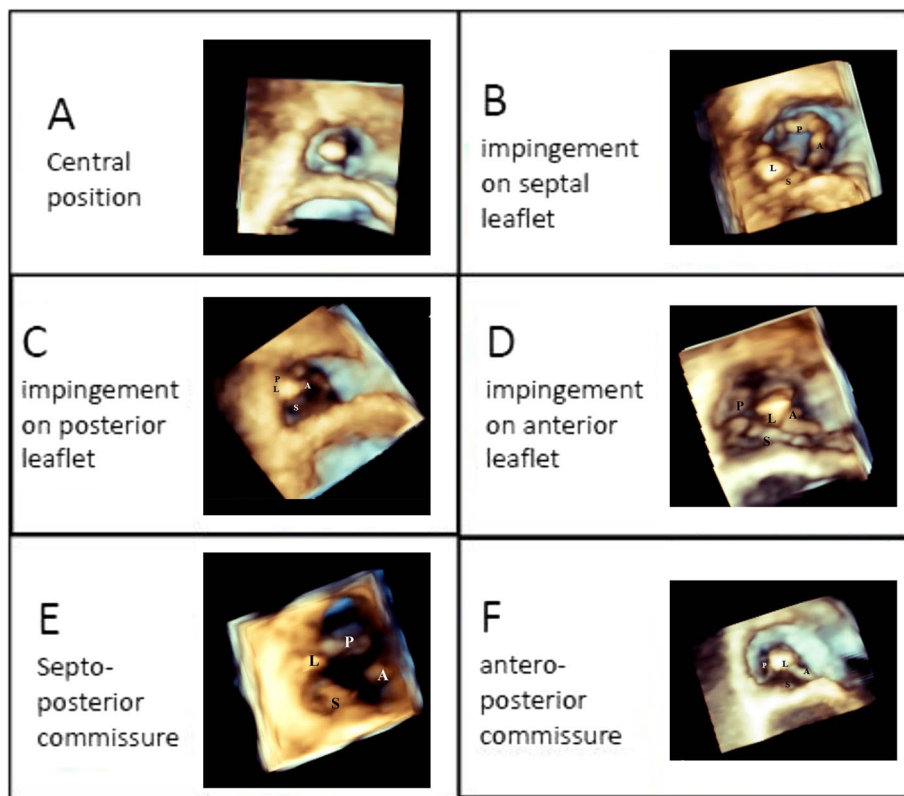 A
Central
position
B
impingement
on septal
leaflet
P
A
L
S
C
impingement
on posterior
leaflet
P
L
A
S
D
impingement
on anterior
leaflet
P
L
A
S
E
Septo-
posterior
commissure
P
L
A
S
F
antero-
posterior
commissure
P
L
A
S